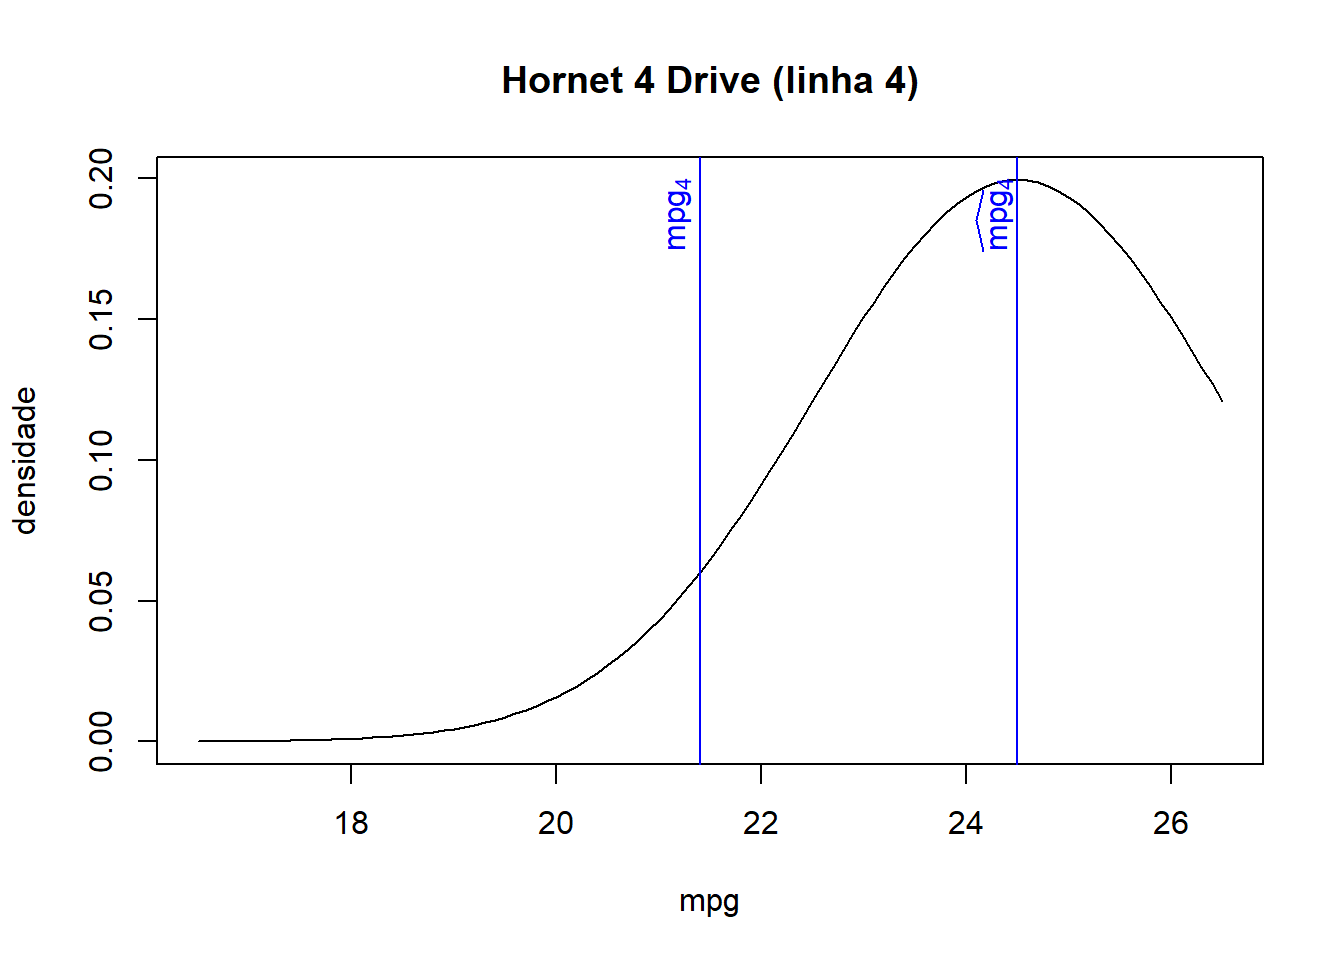 Hornet 4 Drive (linha 4)
densidade
0.20
0.15
0.10
0.05
0.00
mpg₄
mpg₄
18 20 22 24 26
mpg